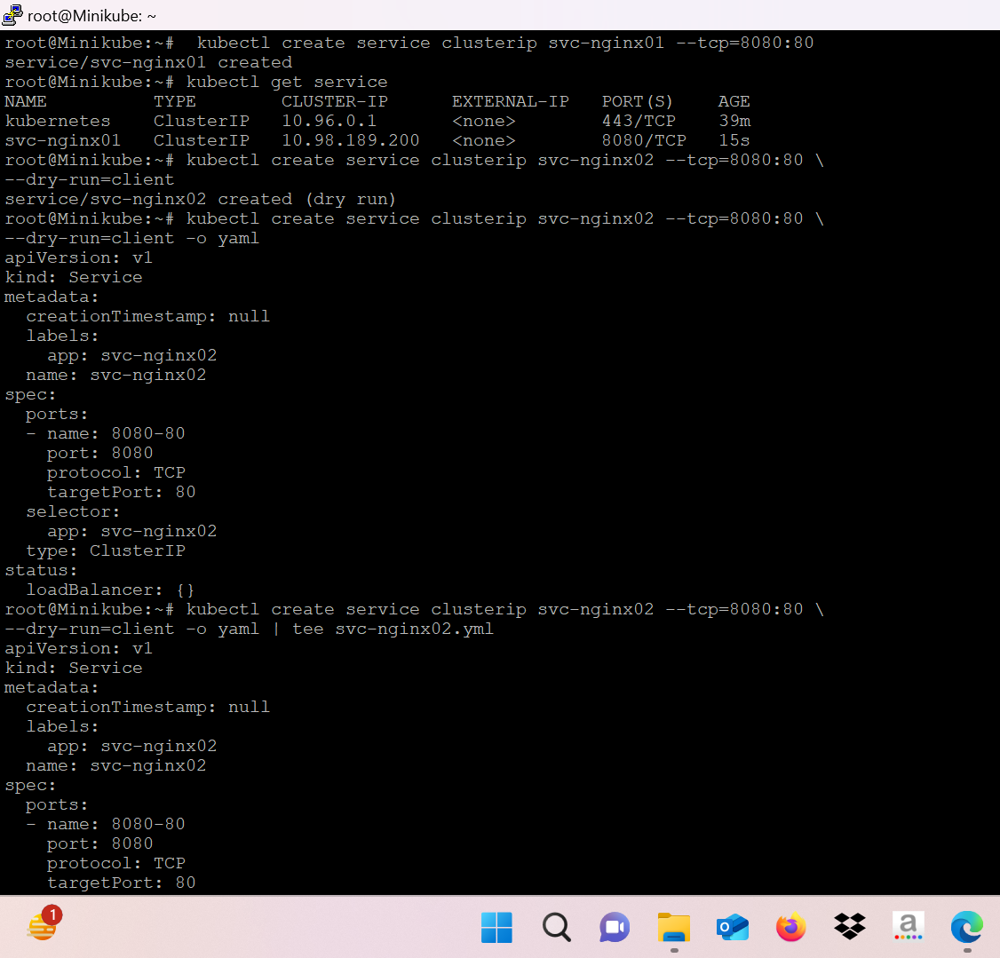 root@Minikube: ~
root@Minikube:~#  kubectl create service clusterip svc-nginx01 --tcp=8080:80
service/svc-nginx01 created
root@Minikube:~# kubectl get service
NAME          TYPE        CLUSTER-IP      EXTERNAL-IP   PORT(S)    AGE
kubernetes    ClusterIP   10.96.0.1       <none>        443/TCP    39m
svc-nginx01   ClusterIP   10.98.189.200   <none>        8080/TCP   15s
root@Minikube:~# kubectl create service clusterip svc-nginx02 --tcp=8080:80 \
--dry-run=client
service/svc-nginx02 created (dry run)
root@Minikube:~# kubectl create service clusterip svc-nginx02 --tcp=8080:80 \
--dry-run=client -o yaml
apiVersion: v1
kind: Service
metadata:
  creationTimestamp: null
  labels:
    app: svc-nginx02
  name: svc-nginx02
spec:
  ports:
  - name: 8080-80
    port: 8080
    protocol: TCP
    targetPort: 80
  selector:
    app: svc-nginx02
  type: ClusterIP
status:
  loadBalancer: {}
root@Minikube:~# kubectl create service clusterip svc-nginx02 --tcp=8080:80 \
--dry-run=client -o yaml | tee svc-nginx02.yml
apiVersion: v1
kind: Service
metadata:
  creationTimestamp: null
  labels:
    app: svc-nginx02
  name: svc-nginx02
spec:
  ports:
  - name: 8080-80
    port: 8080
    protocol: TCP
    targetPort: 80
1
a